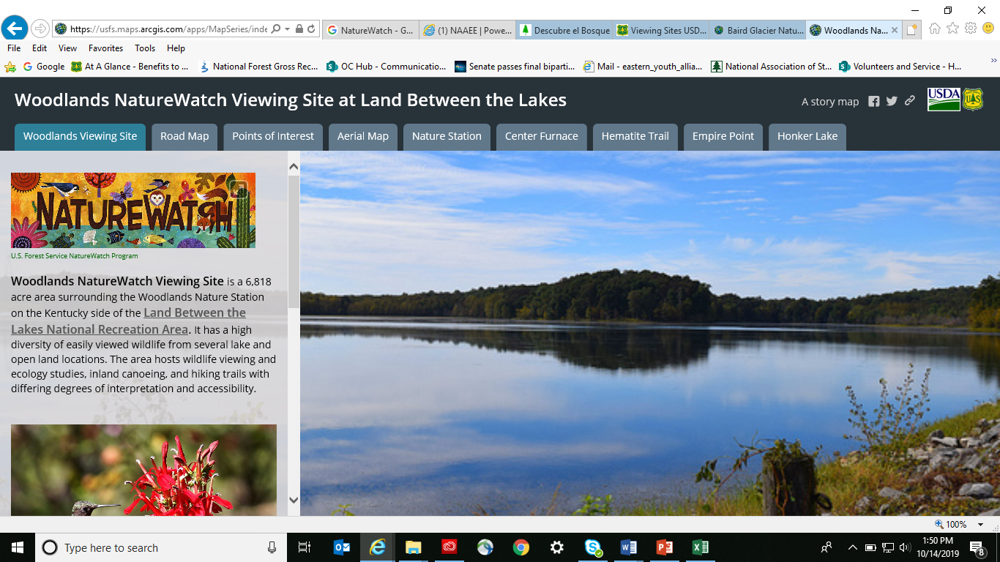 https://usfs.maps.arcgis.com/apps/MapSeries/inde
NatureWatch - G...
(1) NAAEE | Powe...
Descubre el Bosque
Viewing Sites USD...
Baird Glacier Natu...
Woodlands Na...
File Edit View Favorites Tools Help
Google
At A Glance - Benefits to ...
National Forest Gross Rec...
OC Hub - Communicatio...
Senate passes final biparti...
Mail - eastern_youth_allia...
National Association of St...
Volunteers and Service - H...
Woodlands NatureWatch Viewing Site at Land Between the Lakes
A story map
USDA
U S
Woodlands Viewing Site
Road Map
Points of Interest
Aerial Map
Nature Station
Center Furnace
Hematite Trail
Empire Point
Honker Lake
NATUREWATCH
U.S. Forest Service NatureWatch Program
Woodlands NatureWatch Viewing Site is a 6,818
acre area surrounding the Woodlands Nature Station
on the Kentucky side of the Land Between the
Lakes National Recreation Area. It has a high
diversity of easily viewed wildlife from several lake and
open land locations. The area hosts wildlife viewing and
ecology studies, inland canoeing, and hiking trails with
differing degrees of interpretation and accessibility.
100%
Type here to search
1:50 PM
10/14/2019
8